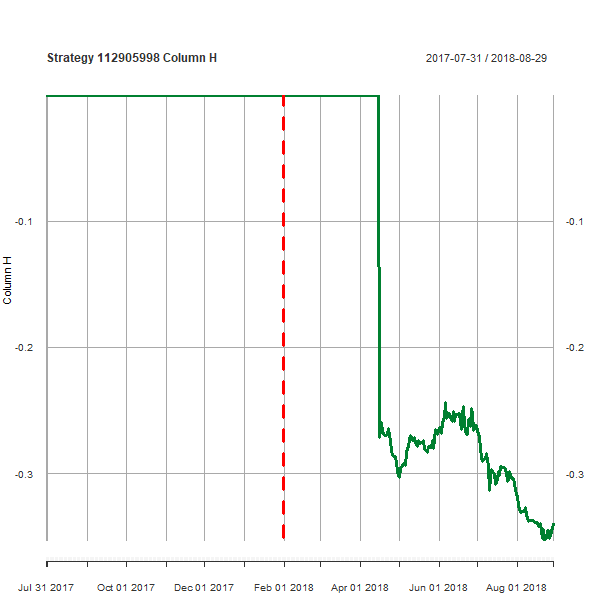 Strategy 112905998 Column H 2017-07-31 / 2018-08-29
-0.1 -0.1
-0.2 -0.2
-0.3 -0.3
Column H
Jul 31 2017 Oct 01 2017 Dec 01 2017 Feb 01 2018 Apr 01 2018 Jun 01 2018 Aug 01 2018